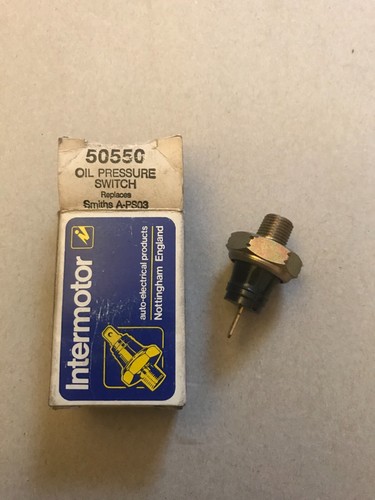 50550
OIL PRESSURE
SWITCH
Replaces
Smiths A-PS03
Intermotor
auto-electrical products
Nottingham England